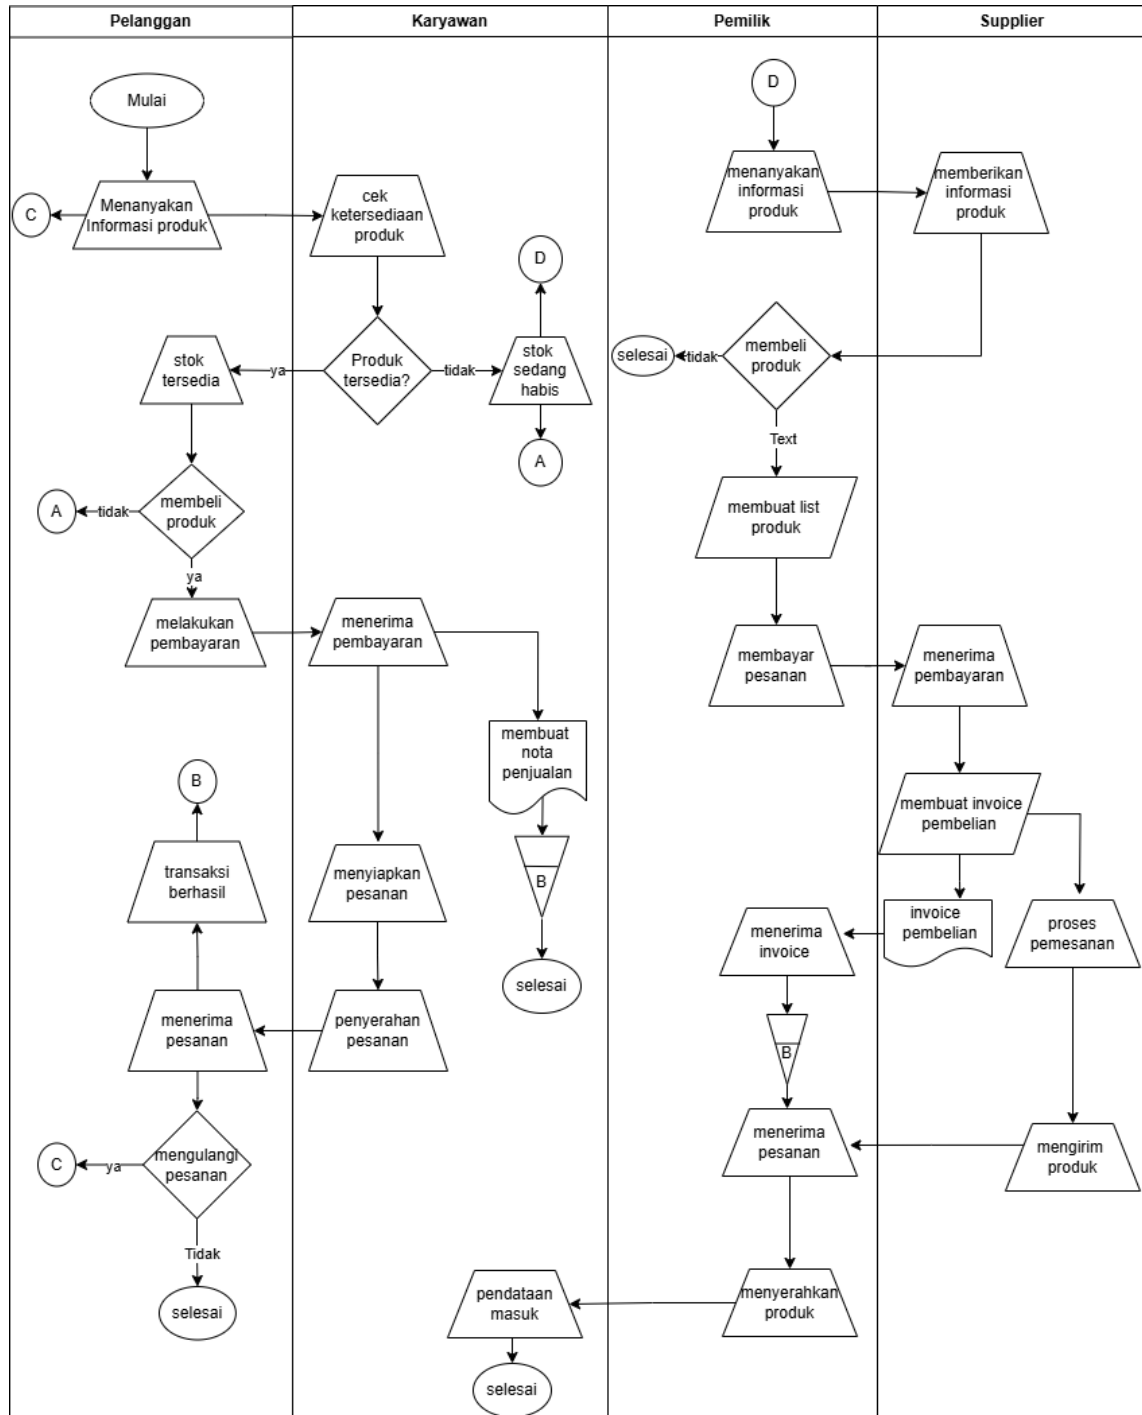 Pelanggan
Karyawan
Pemilik
Supplier
Mulai
D
Menanyakan
Informasi produk
C
cek
ketersediaan
produk
menanyakan
informasi
produk
memberikan
informasi
produk
D
stok
tersedia
ya
Produk
tersedia?
tidak
stok
sedang
habis
selesai
tidak
membeli
produk
Text
A
A
tidak
membeli
produk
ya
membuat list
produk
melakukan
pembayaran
menerima
pembayaran
membayar
pesanan
menerima
pembayaran
membuat
nota
penjualan
B
membuat invoice
pembelian
transaksi
berhasil
menyiapkan
pesanan
B
menerima
invoice
invoice
pembelian
proses
pemesanan
selesai
menerima
pesanan
penyerahan
pesanan
B
C
ya
mengulangi
pesanan
menerima
pesanan
mengirim
produk
Tidak
selesai
pendataan
masuk
menyerahkan
produk
selesai